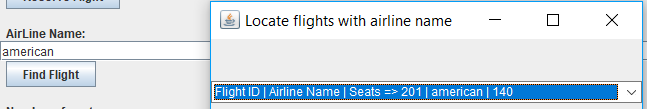 Reserve Flight
Locate flights with airline name
AirLine Name:
american
Find Flight
Flight ID | Airline Name | Seats => 201 | american | 140